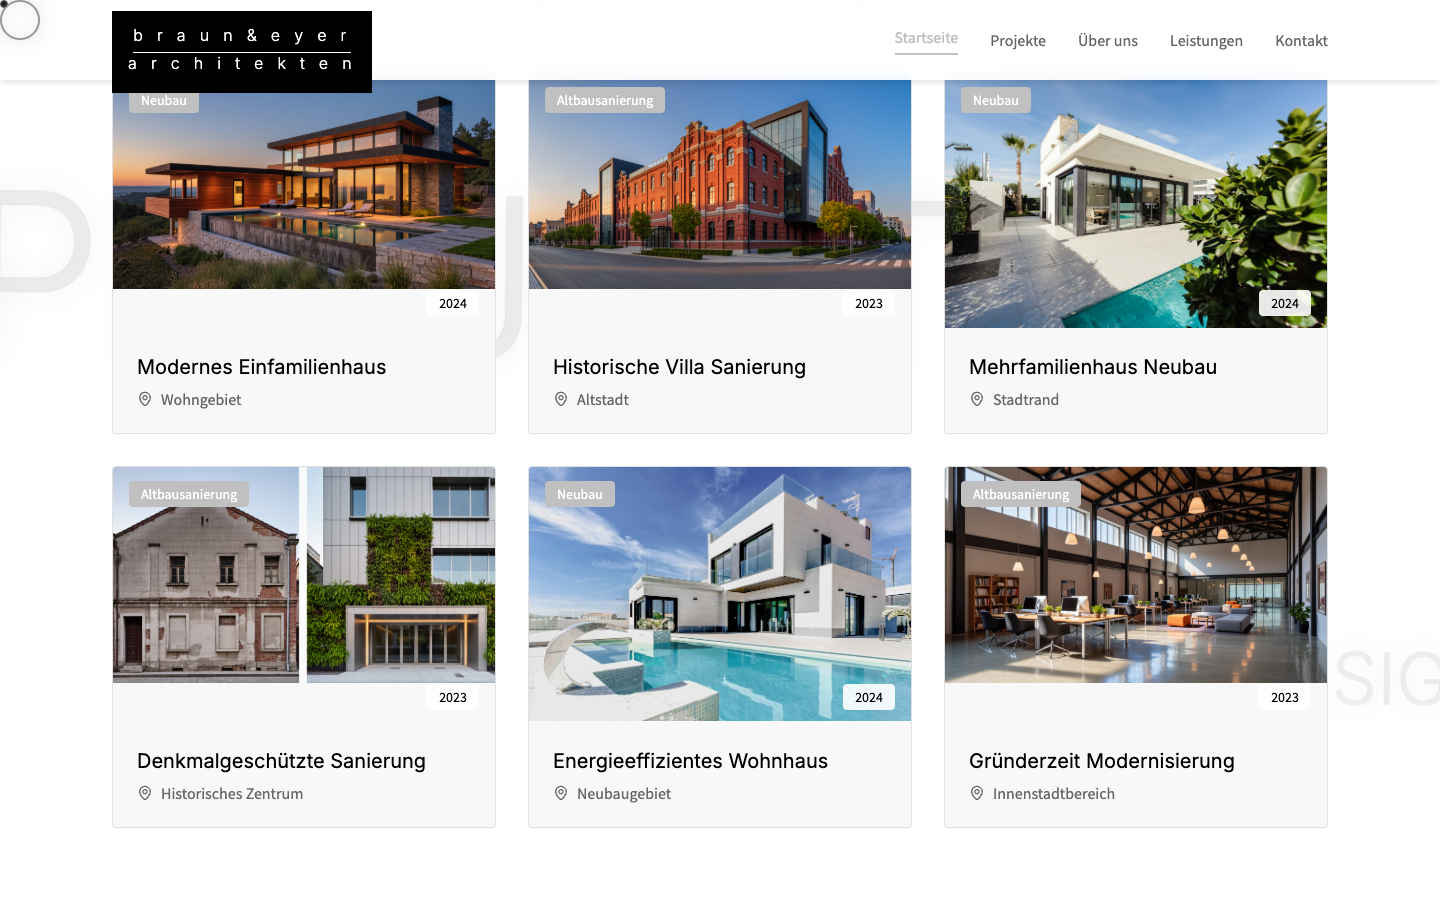 braun&eyer
architekten
Startseite
Projekte
Über uns
Leistungen
Kontakt
Neubau
Altbausanierung
Neubau
2024
2023
2024
Modernes Einfamilienhaus
Historische Villa Sanierung
Mehrfamilienhaus Neubau
Wohngebiet
Altstadt
Stadtrand
Altbausanierung
Neubau
Altbausanierung
SIG
2023
2024
2023
Denkmalgeschützte Sanierung
Energieeffizientes Wohnhaus
Gründerzeit Modernisierung
Historisches Zentrum
Neubaugebiet
Innenstadtbereich